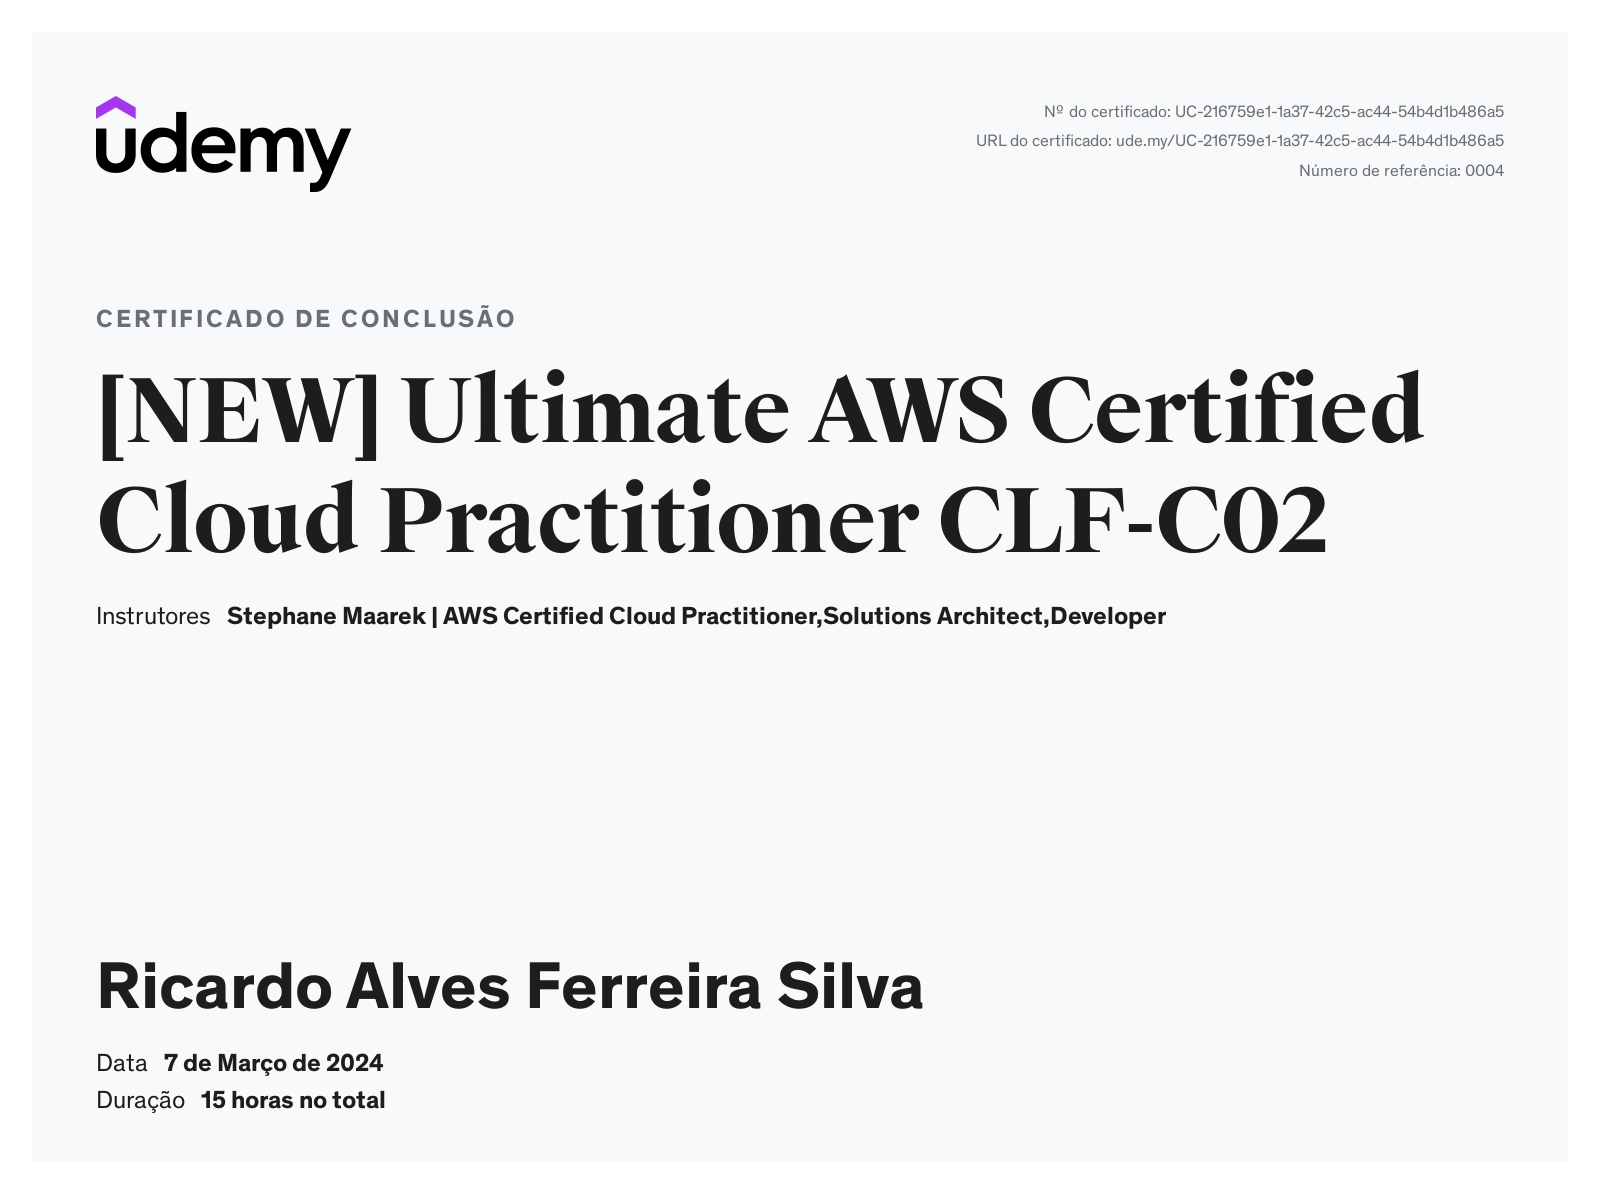 udemy
Nº do certificado: UC-216759e1-1a37-42c5-ac44-54b4d1b486a5
URL do certificado: ude.my/UC-216759e1-1a37-42c5-ac44-54b4d1b486a5
Número de referência: 0004
CERTIFICADO DE CONCLUSÃO
[NEW] Ultimate AWS Certified
Cloud Practitioner CLF-C02
Instrutores Stephane Maarek | AWS Certified Cloud Practitioner,Solutions Architect,Developer
Ricardo Alves Ferreira Silva
Data 7 de Março de 2024
Duração 15 horas no total